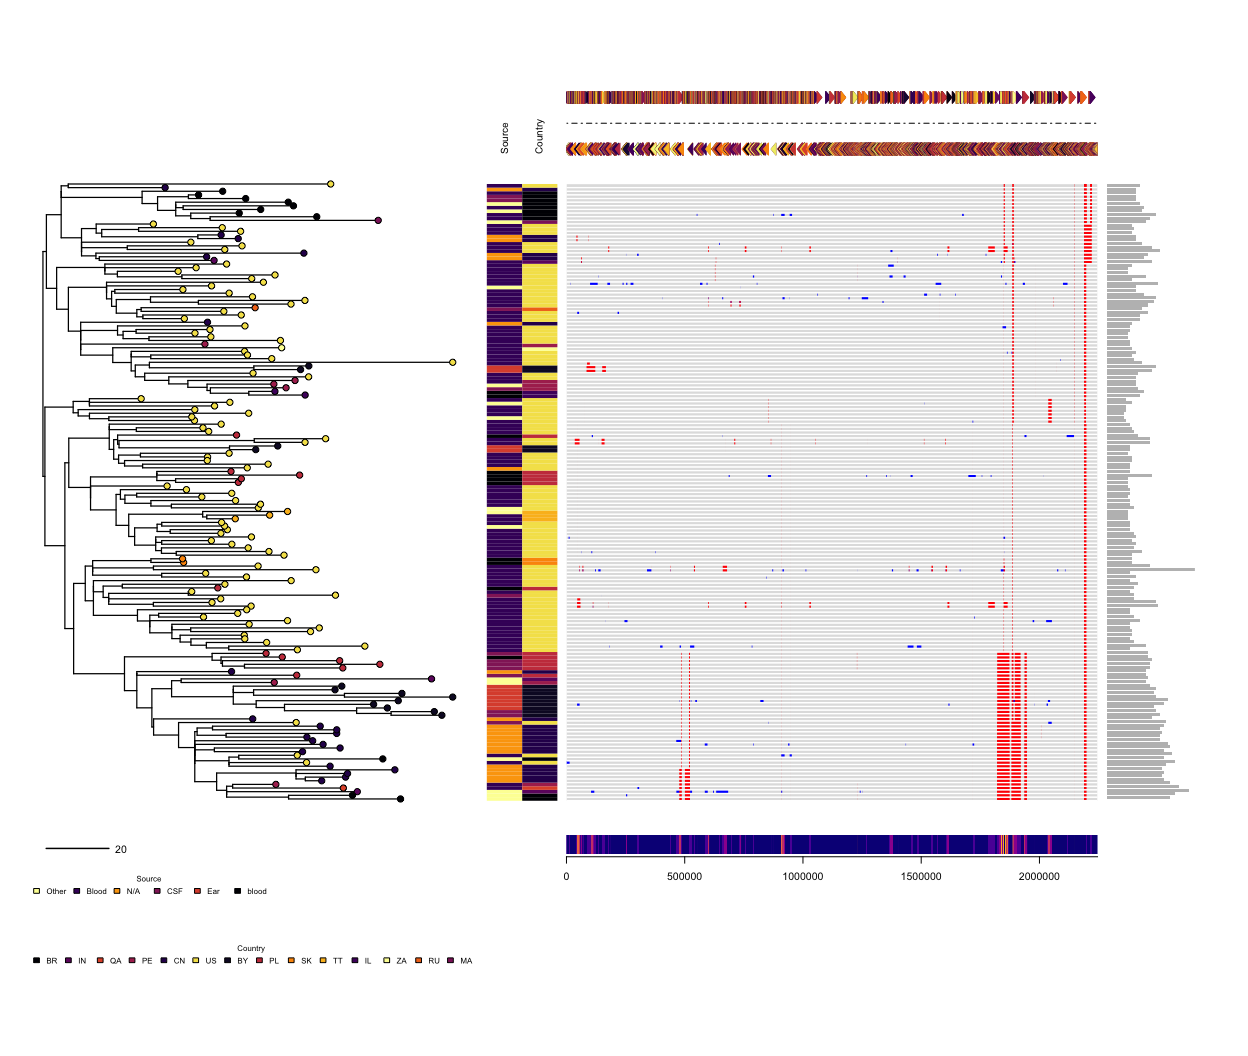 Source
Country
20
0 500000 1000000 1500000 2000000
Source
Other Blood N/A CSF Ear blood
Country
BR IN QA PE CN US BY PL SK TT IL ZA RU MA